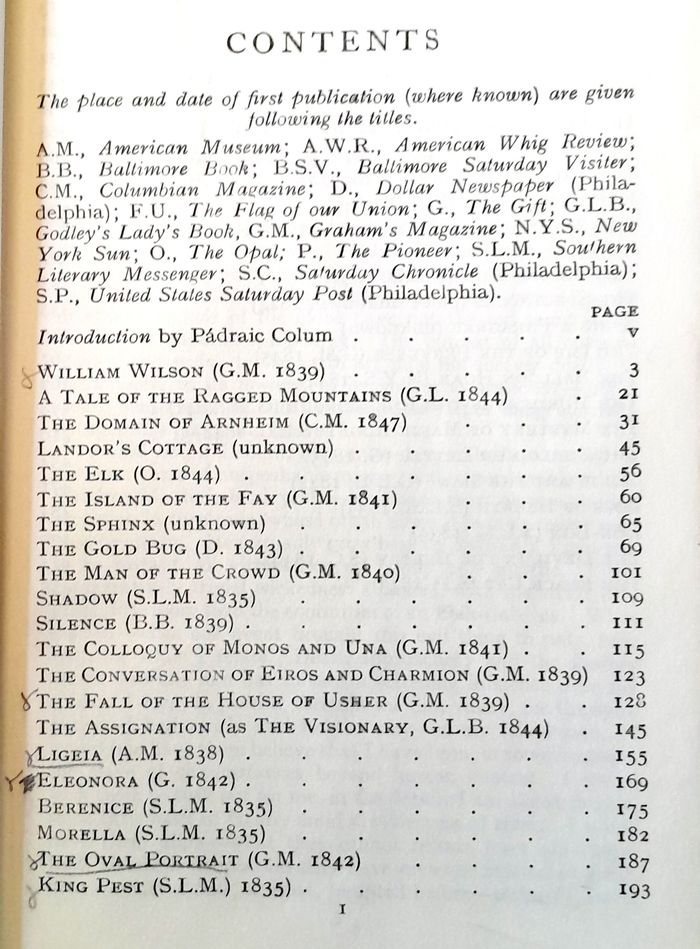 CONTENTS
The place and date of first publication (where known) are given
following the titles.
A.M., American Museum; A.W.R., American Whig Review;
B.B., Baltimore Book; B.S.V., Baltimore Saturday Visiter;
C.M., Columbian Magazine; D., Dollar Newspaper (Phila-
delphia); F.U., The Flag of our Union; G., The Gift; G.L.B.,
Godley's Lady's Book, G.M., Graham's Magazine; N.Y.S., New
York Sun; O., The Opal; P., The Pioneer; S.L.M., Southern
Literary Messenger; S.C., Saturday Chronicle (Philadelphia);
S.P., United States Saturday Post (Philadelphia).
PAGE
Introduction by Pádraic Colum . . . . . v
WILLIAM WILSON (G.M. 1839) . . . . . 3
A TALE OF THE RAGGED MOUNTAINS (G.L. 1844) . 21
THE DOMAIN OF ARNHEIM (C.M. 1847) . . . 31
LANDOR'S COTTAGE (unknown) . . . . . 45
THE ELK (O. 1844) . . . . . . . 56
THE ISLAND OF THE FAY (G.M. 1841) . . . 60
THE SPHINX (unknown) . . . . . . 65
THE GOLD BUG (D. 1843) . . . . . . 69
THE MAN OF THE CROWD (G.M. 1840) . . . 101
SHADOW (S.L.M. 1835) . . . . . . 109
SILENCE (B.B. 1839) . . . . . . . 111
THE COLLOQUY OF MONOS AND UNA (G.M. 1841) . . 115
THE CONVERSATION OF EIROS AND CHARMION (G.M. 1839) 123
THE FALL OF THE HOUSE OF USHER (G.M. 1839) . . 128
THE ASSIGNATION (as THE VISIONARY, G.L.B. 1844) . 145
LIGEIA (A.M. 1838) . . . . . . . 155
ELEONORA (G. 1842) . . . . . . . 169
BERENICE (S.L.M. 1835) . . . . . . 175
MORELLA (S.L.M. 1835) . . . . . . 182
THE OVAL PORTRAIT (G.M. 1842) . . . . 187
KING PEST (S.L.M.) 1835) . . . . . . 193
I